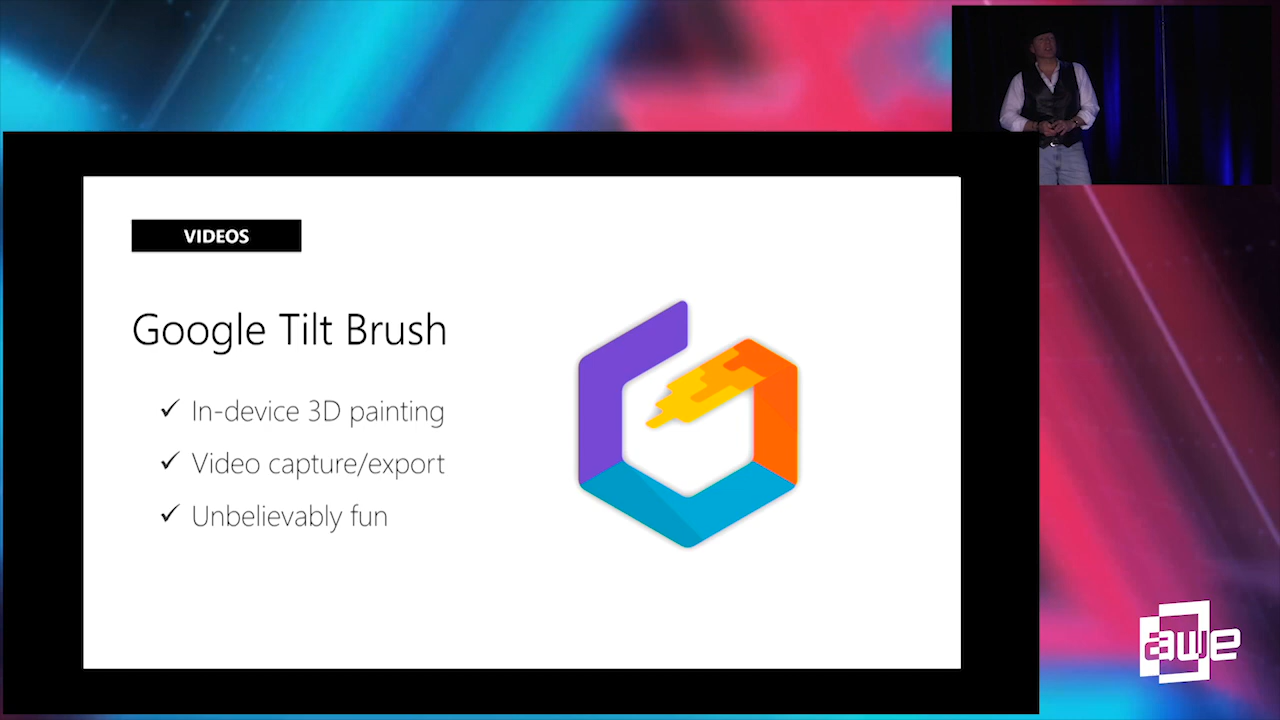 VIDEOS
Google Tilt Brush
In-device 3D painting
Video capture/export
Unbelievably fun
awe